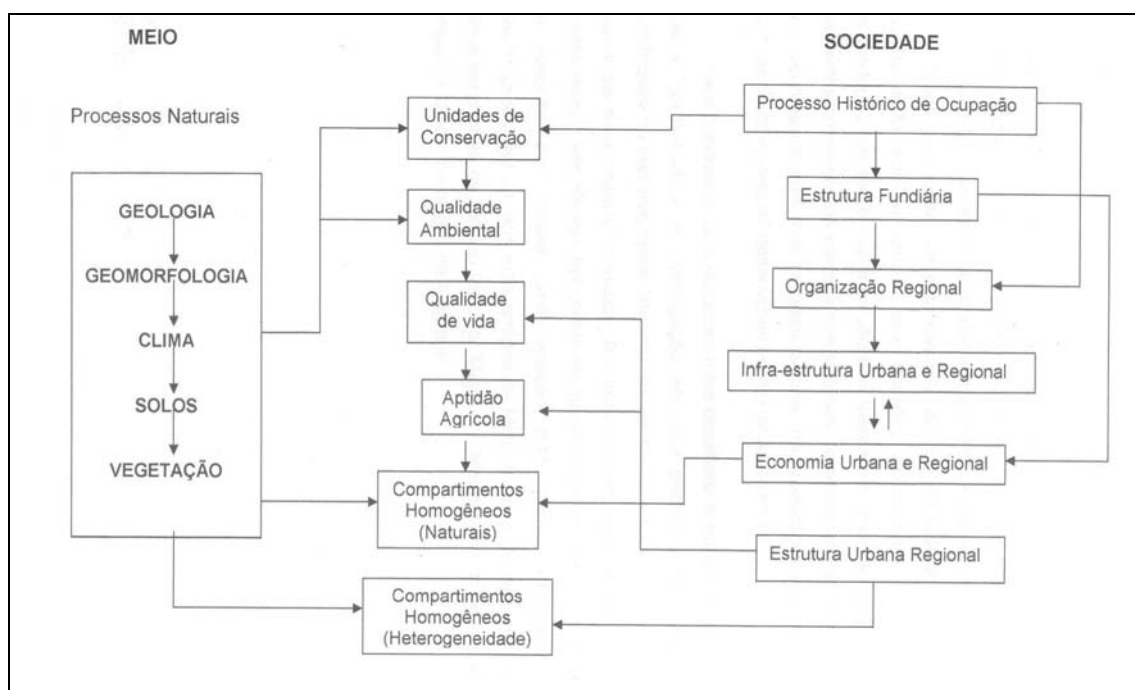 MEIO
Processos Naturais
GEOLOGIA
GEOMORFOLOGIA
CLIMA
SOLOS
VEGETAÇÃO
Unidades de
Conservação
Qualidade
Ambiental
Qualidade
de vida
Aptidão
Agrícola
Compartimentos
Homogêneos
(Naturais)
Compartimentos
Homogêneos
(Heterogeneidade)
SOCIEDADE
Processo Histórico de Ocupação
Estrutura Fundiária
Organização Regional
Infra-estrutura Urbana e Regional
Economia Urbana e Regional
Estrutura Urbana Regional